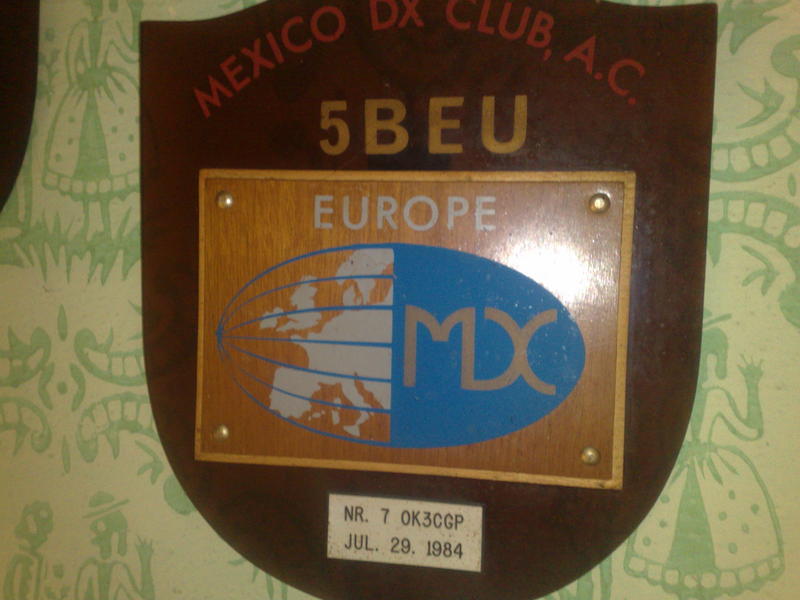 MEXICO DX CLUB, A.C.
5BEU
EUROPE
MDX
NR. 7 OK3CGP
JUL. 29. 1984